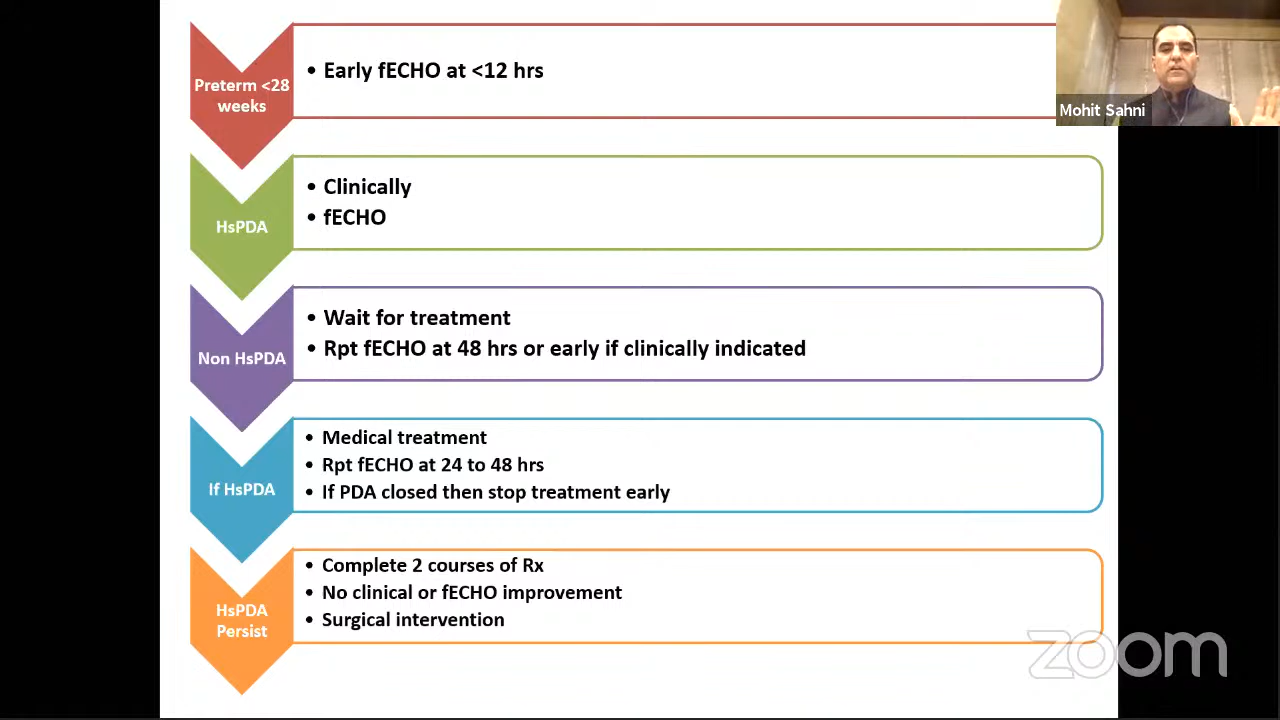 Preterm <28
weeks
• Early fECHO at <12 hrs
Mohit Sahni
HsPDA
• Clinically
• fECHO
Non HsPDA
• Wait for treatment
• Rpt fECHO at 48 hrs or early if clinically indicated
If HsPDA
• Medical treatment
• Rpt fECHO at 24 to 48 hrs
• If PDA closed then stop treatment early
HsPDA
Persist
• Complete 2 courses of Rx
• No clinical or fECHO improvement
• Surgical intervention
zoom